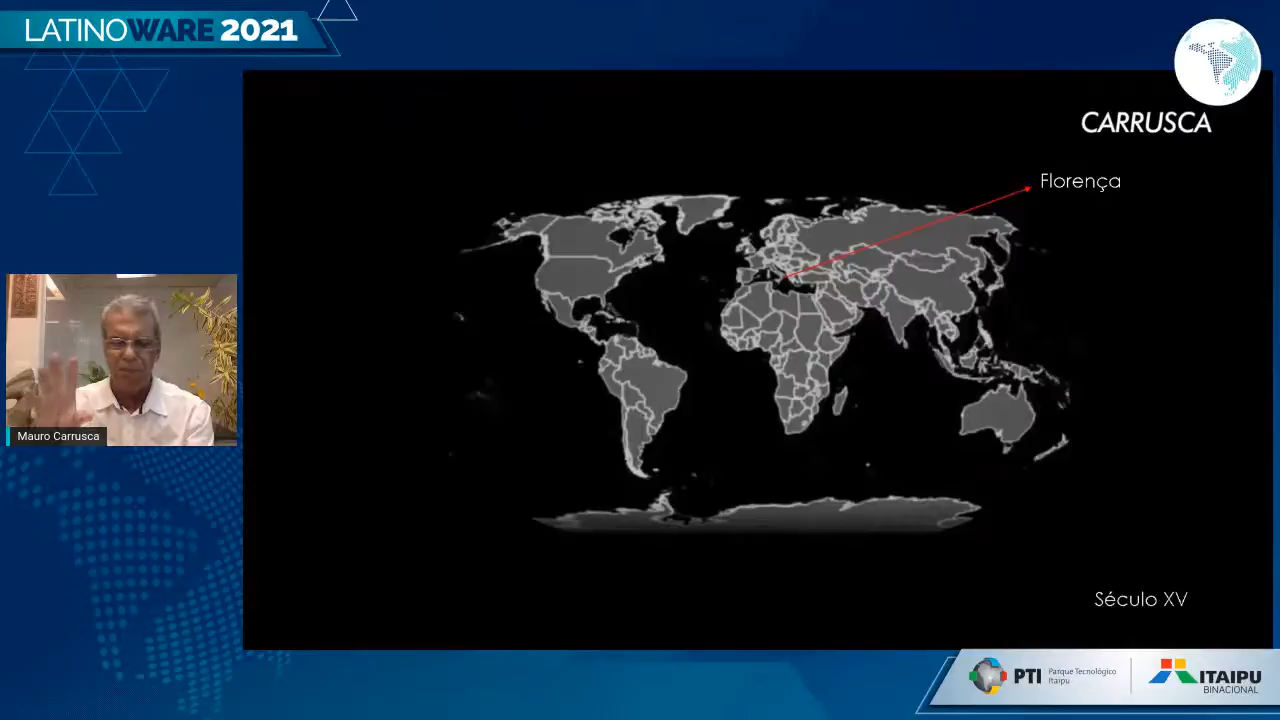 LATINOWARE 2021
CARRUSCA
Florença
Mauro Carrusca
Século XV
PTI
Parque Tecnológico
Itaipu
ITAIPU
BINACIONAL